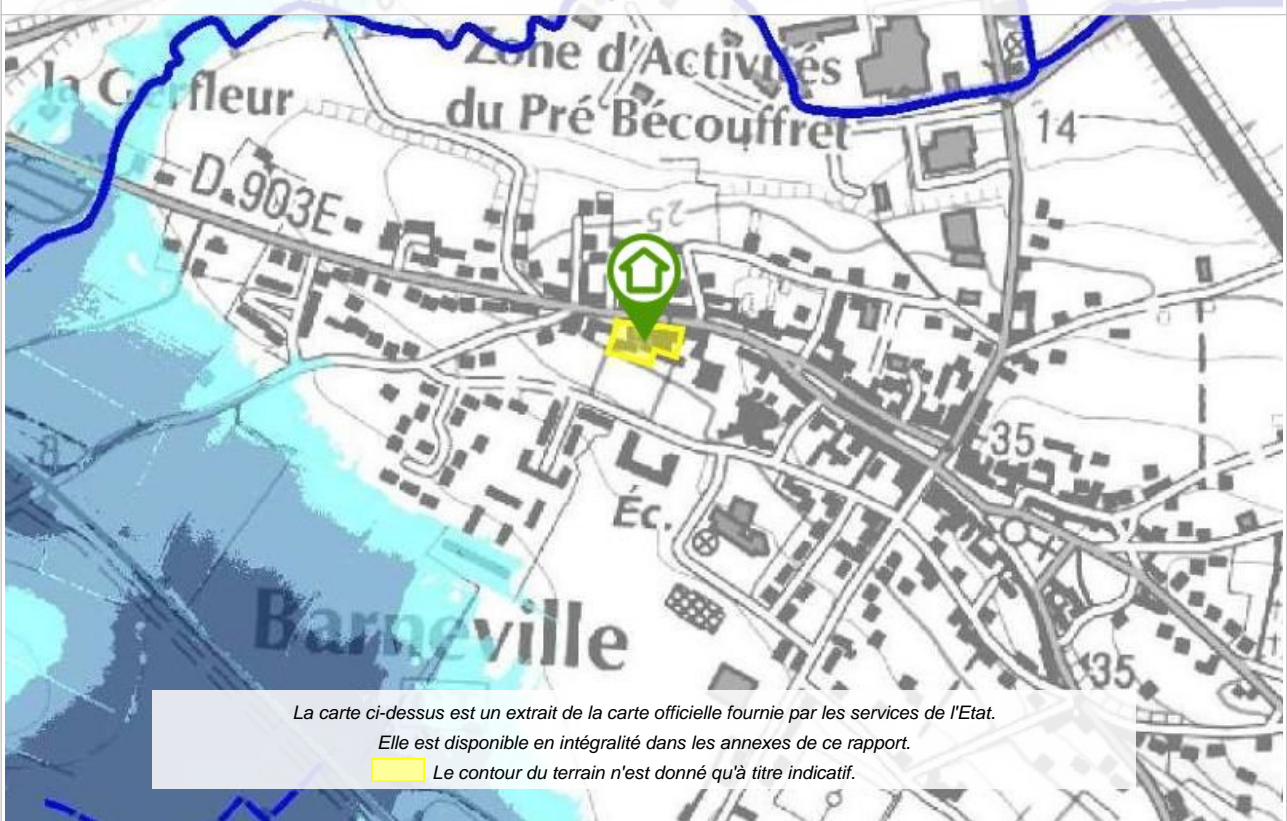 Zone d'Activités
la Gerfleur
du Pré Bécouffret
14
D.903E
25
35
Éc.
Barneville
135
La carte ci-dessus est un extrait de la carte officielle fournie par les services de l'Etat.
Elle est disponible en intégralité dans les annexes de ce rapport.
Le contour du terrain n'est donné qu'à titre indicatif.